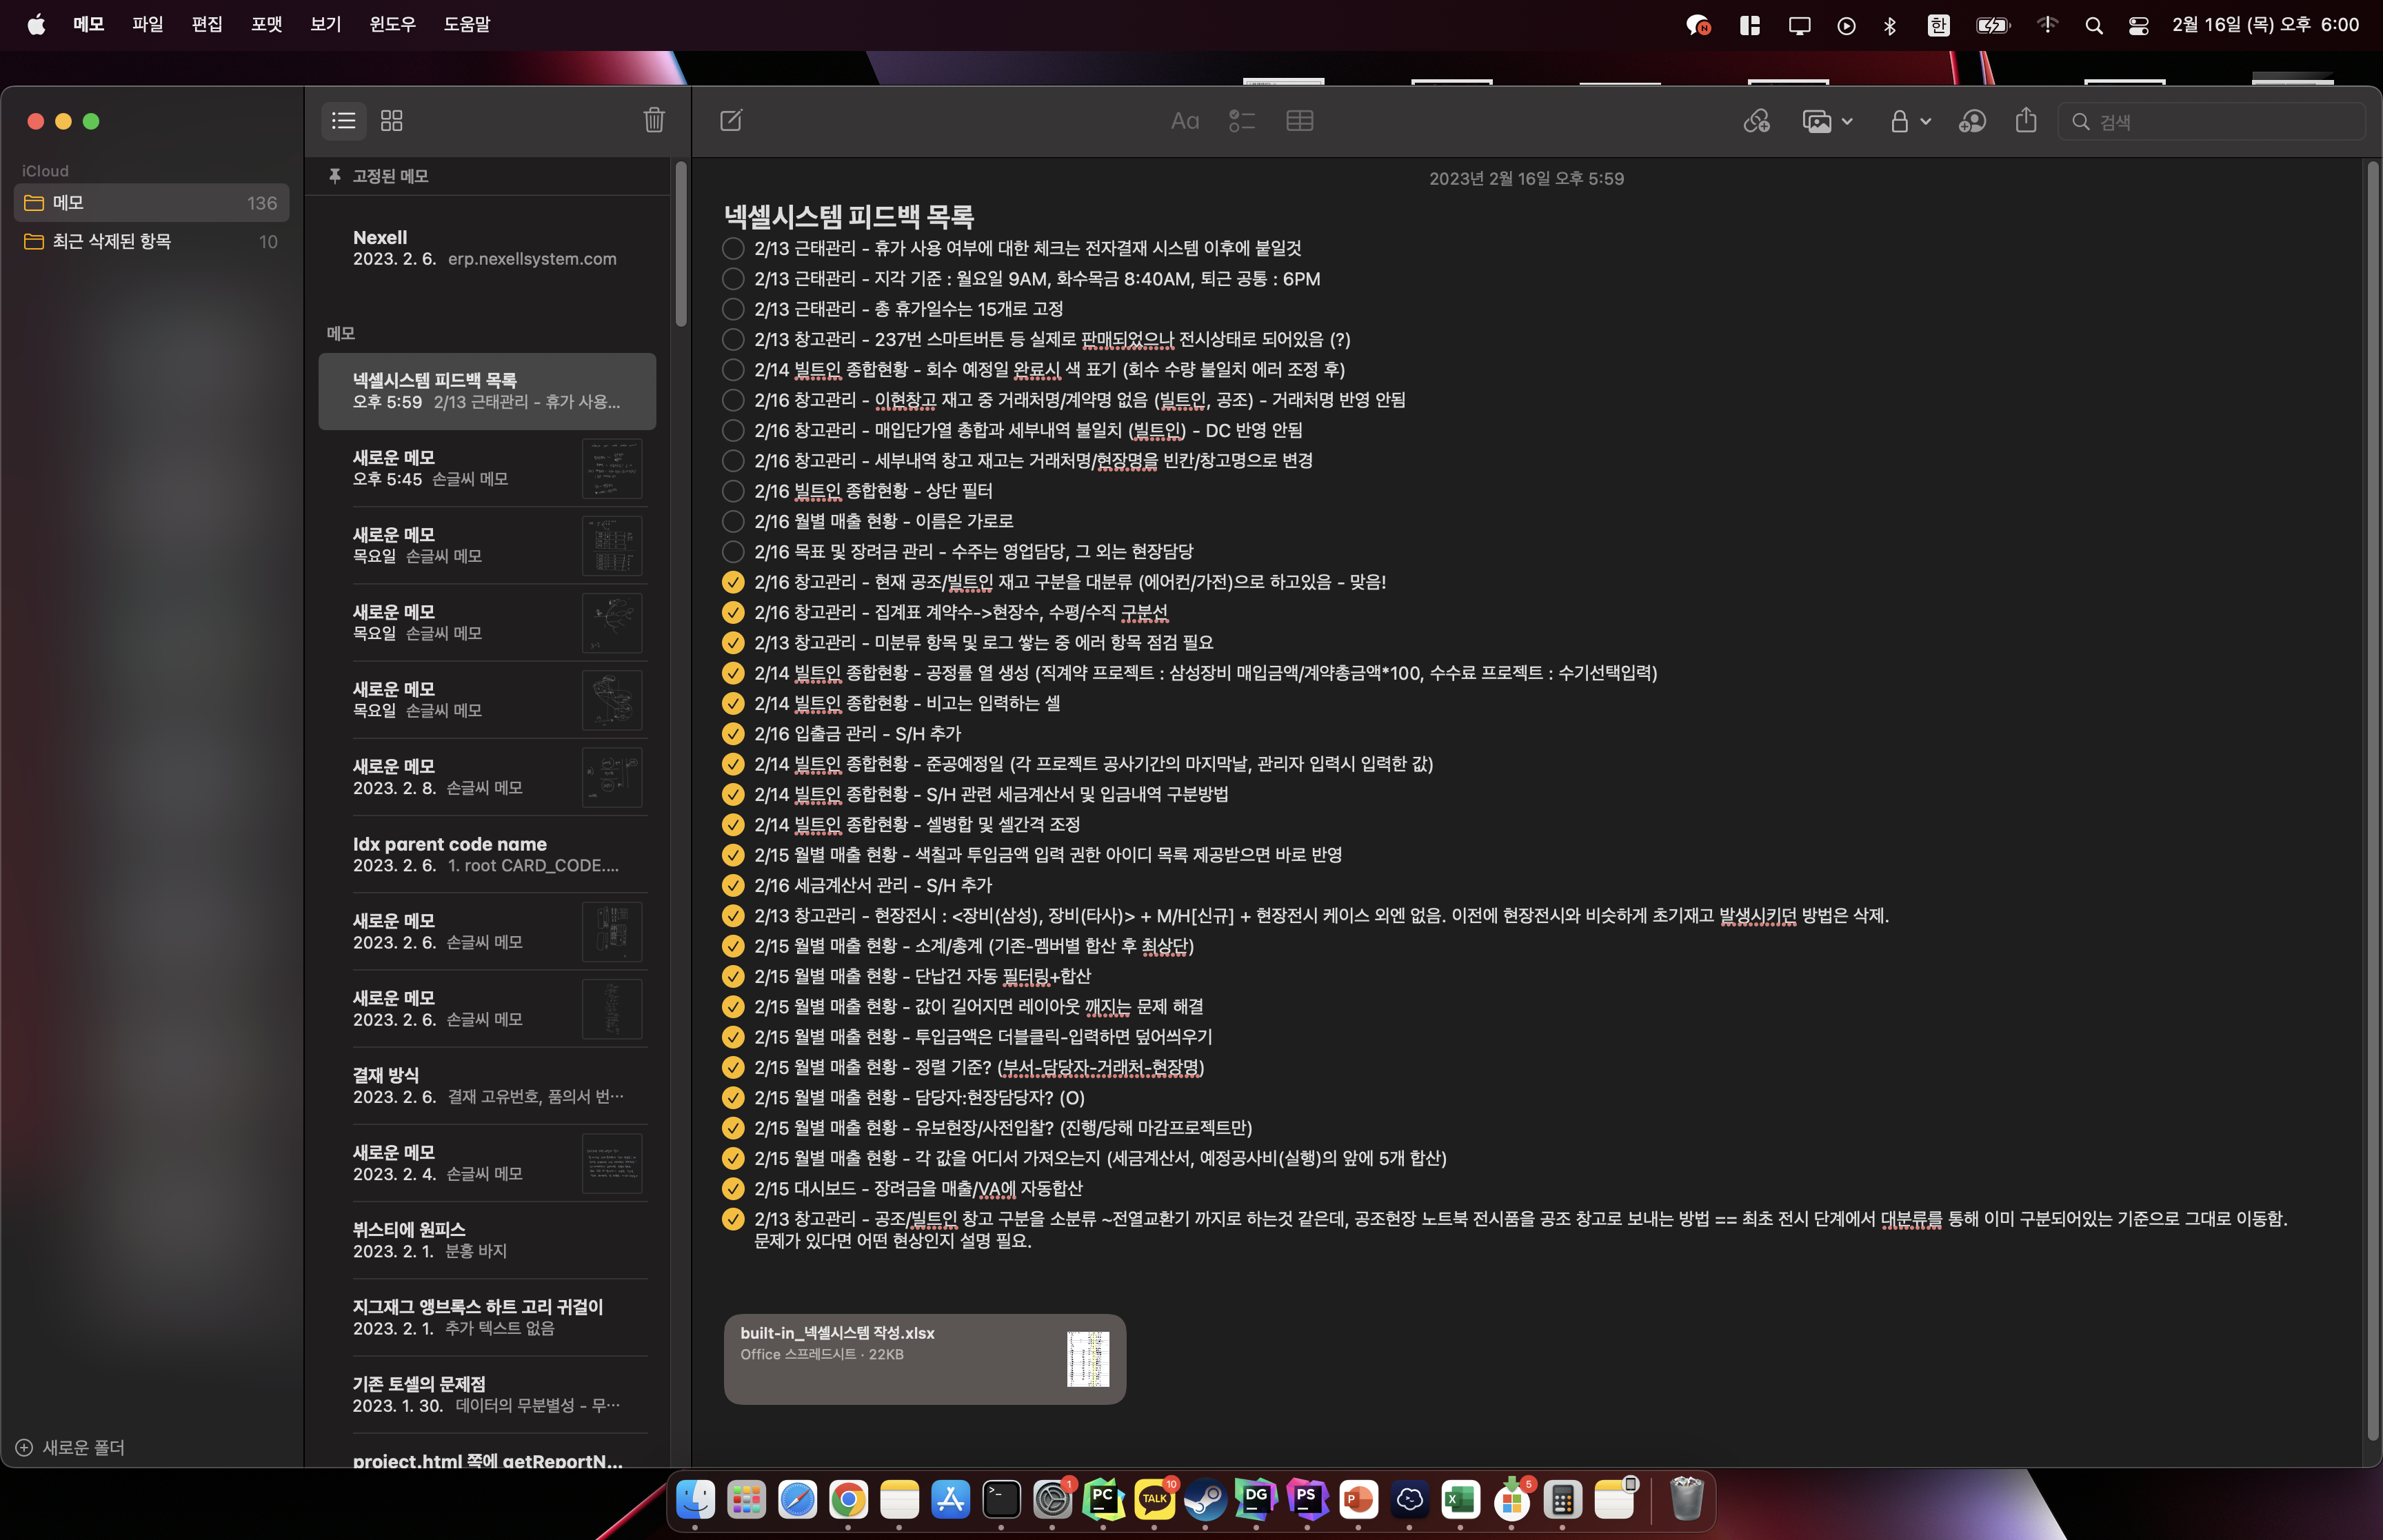 메모 파일 편집 포맷 보기 윈도우 도움말
한
2월 16일 (목) 오후 6:00
Aa
검색
iCloud
메모 136
최근 삭제된 항목 10
새로운 폴더
고정된 메모
Nexell
2023. 2. 6. erp.nexellsystem.com
메모
넥셀시스템 피드백 목록
오후 5:59 2/13 근태관리 - 휴가 사용...
새로운 메모
오후 5:45 손글씨 메모
새로운 메모
목요일 손글씨 메모
새로운 메모
목요일 손글씨 메모
새로운 메모
목요일 손글씨 메모
새로운 메모
2023. 2. 8. 손글씨 메모
Idx parent code name
2023. 2. 6. 1. root CARD_CODE....
새로운 메모
2023. 2. 6. 손글씨 메모
새로운 메모
2023. 2. 6. 손글씨 메모
결재 방식
2023. 2. 6. 결재 고유번호, 품의서 번…
새로운 메모
2023. 2. 4. 손글씨 메모
뷔스티에 원피스
2023. 2. 1. 분홍 바지
지그재그 앵브록스 하트 고리 귀걸이
2023. 2. 1. 추가 텍스트 없음
기존 토셀의 문제점
2023. 1. 30. 데이터의 무분별성 - 무…
project.html 쪽에 getReportN...
2023년 2월 16일 오후 5:59
넥셀시스템 피드백 목록
2/13 근태관리 - 휴가 사용 여부에 대한 체크는 전자결재 시스템 이후에 붙일것
2/13 근태관리 - 지각 기준 : 월요일 9AM, 화수목금 8:40AM, 퇴근 공통 : 6PM
2/13 근태관리 - 총 휴가일수는 15개로 고정
2/13 창고관리 - 237번 스마트버튼 등 실제로 판매되었으나 전시상태로 되어있음 (?)
2/14 빌트인 종합현황 - 회수 예정일 완료시 색 표기 (회수 수량 불일치 에러 조정 후)
2/16 창고관리 - 이현창고 재고 중 거래처명/계약명 없음 (빌트인, 공조) - 거래처명 반영 안됨
2/16 창고관리 - 매입단가열 총합과 세부내역 불일치 (빌트인) - DC 반영 안됨
2/16 창고관리 - 세부내역 창고 재고는 거래처명/현장명을 빈칸/창고명으로 변경
2/16 빌트인 종합현황 - 상단 필터
2/16 월별 매출 현황 - 이름은 가로로
2/16 목표 및 장려금 관리 - 수주는 영업담당, 그 외는 현장담당
2/16 창고관리 - 현재 공조/빌트인 재고 구분을 대분류 (에어컨/가전)으로 하고있음 - 맞음!
2/16 창고관리 - 집계표 계약수->현장수, 수평/수직 구분선
2/13 창고관리 - 미분류 항목 및 로그 쌓는 중 에러 항목 점검 필요
2/14 빌트인 종합현황 - 공정률 열 생성 (직계약 프로젝트 : 삼성장비 매입금액/계약총금액*100, 수수료 프로젝트 : 수기선택입력)
2/14 빌트인 종합현황 - 비고는 입력하는 셀
2/16 입출금 관리 - S/H 추가
2/14 빌트인 종합현황 - 준공예정일 (각 프로젝트 공사기간의 마지막날, 관리자 입력시 입력한 값)
2/14 빌트인 종합현황 - S/H 관련 세금계산서 및 입금내역 구분방법
2/14 빌트인 종합현황 - 셀병합 및 셀간격 조정
2/15 월별 매출 현황 - 색칠과 투입금액 입력 권한 아이디 목록 제공받으면 바로 반영
2/16 세금계산서 관리 - S/H 추가
2/13 창고관리 - 현장전시 : <장비(삼성), 장비(타사)> + M/H[신규] + 현장전시 케이스 외엔 없음. 이전에 현장전시와 비슷하게 초기재고 발생시키던 방법은 삭제.
2/15 월별 매출 현황 - 소계/총계 (기존-멤버별 합산 후 최상단)
2/15 월별 매출 현황 - 단납건 자동 필터링+합산
2/15 월별 매출 현황 - 값이 길어지면 레이아웃 깨지는 문제 해결
2/15 월별 매출 현황 - 투입금액은 더블클릭-입력하면 덮어씌우기
2/15 월별 매출 현황 - 정렬 기준? (부서-담당자-거래처-현장명)
2/15 월별 매출 현황 - 담당자:현장담당자? (O)
2/15 월별 매출 현황 - 유보현장/사전입찰? (진행/당해 마감프로젝트만)
2/15 월별 매출 현황 - 각 값을 어디서 가져오는지 (세금계산서, 예정공사비(실행)의 앞에 5개 합산)
2/15 대시보드 - 장려금을 매출/VA에 자동합산
2/13 창고관리 - 공조/빌트인 창고 구분을 소분류 ~전열교환기 까지로 하는것 같은데, 공조현장 노트북 전시품을 공조 창고로 보내는 방법 == 최초 전시 단계에서 대분류를 통해 이미 구분되어있는 기준으로 그대로 이동함.
문제가 있다면 어떤 현상인지 설명 필요.
built-in_넥셀시스템 작성.xlsx
Office 스프레드시트 · 22KB
1 PC TALK 10 DG PS P X 5